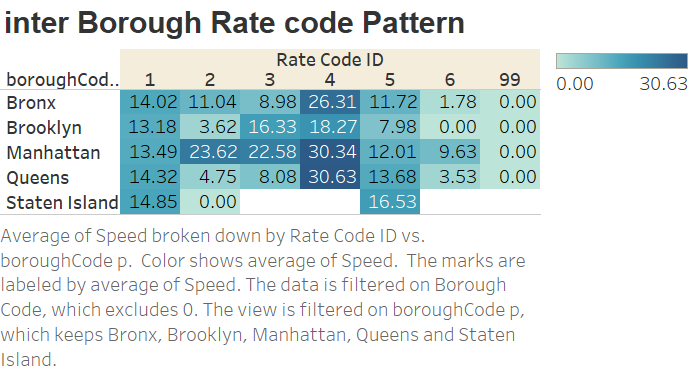 inter Borough Rate code Pattern
Rate Code ID
boroughCod.. 1 2 3 4 5 6 99
Bronx 14.02 11.04 8.98 26.31 11.72 1.78 0.00
Brooklyn 13.18 3.62 16.33 18.27 7.98 0.00 0.00
Manhattan 13.49 23.62 22.58 30.34 12.01 9.63 0.00
Queens 14.32 4.75 8.08 30.63 13.68 3.53 0.00
Staten Island 14.85 0.00 16.53
0.00 30.63
Average of Speed broken down by Rate Code ID vs.
boroughCode p. Color shows average of Speed. The marks are
labeled by average of Speed. The data is filtered on Borough
Code, which excludes 0. The view is filtered on boroughCode p,
which keeps Bronx, Brooklyn, Manhattan, Queens and Staten
Island.